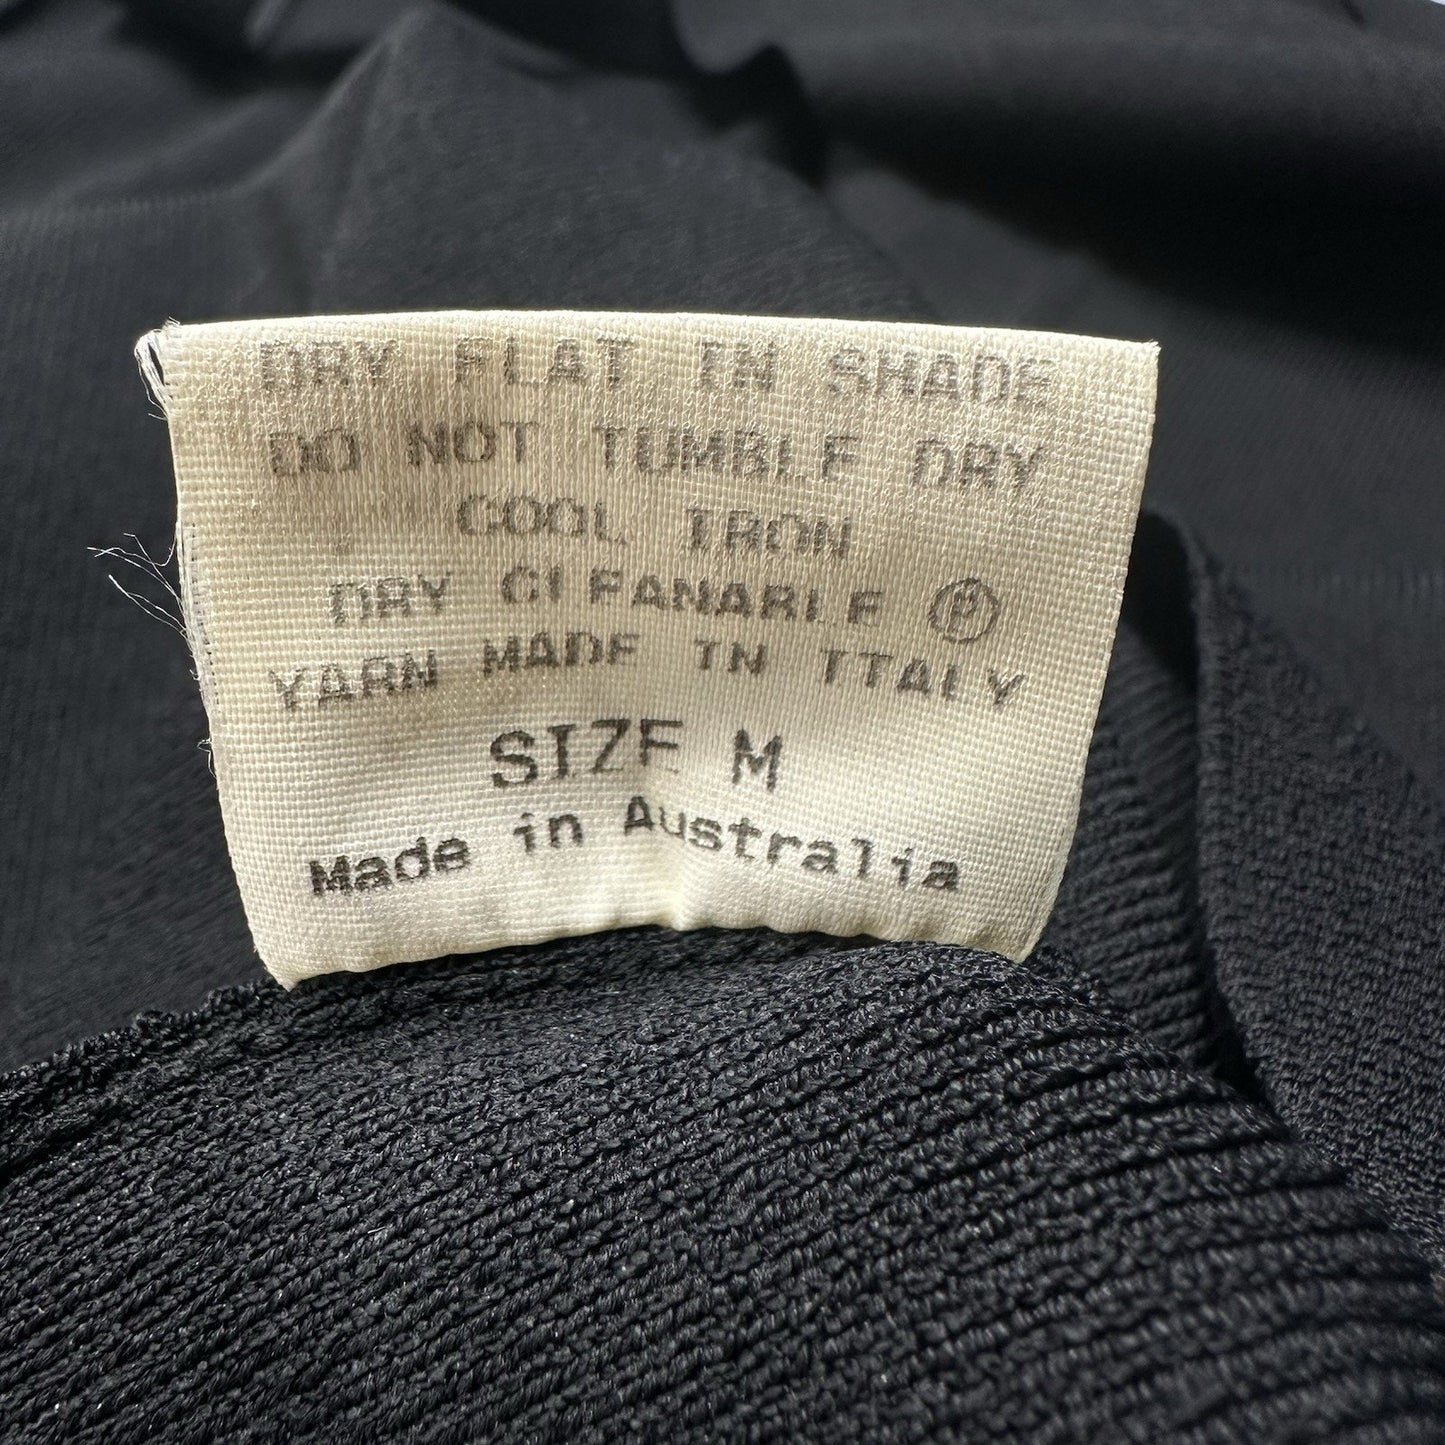 DRY FLAT IN SHADE
DO NOT TUMBLE DRY
COOL IRON
DRY CLEANABLE Ⓟ
YARN MADE IN ITALY
SIZE M
Made in Australia